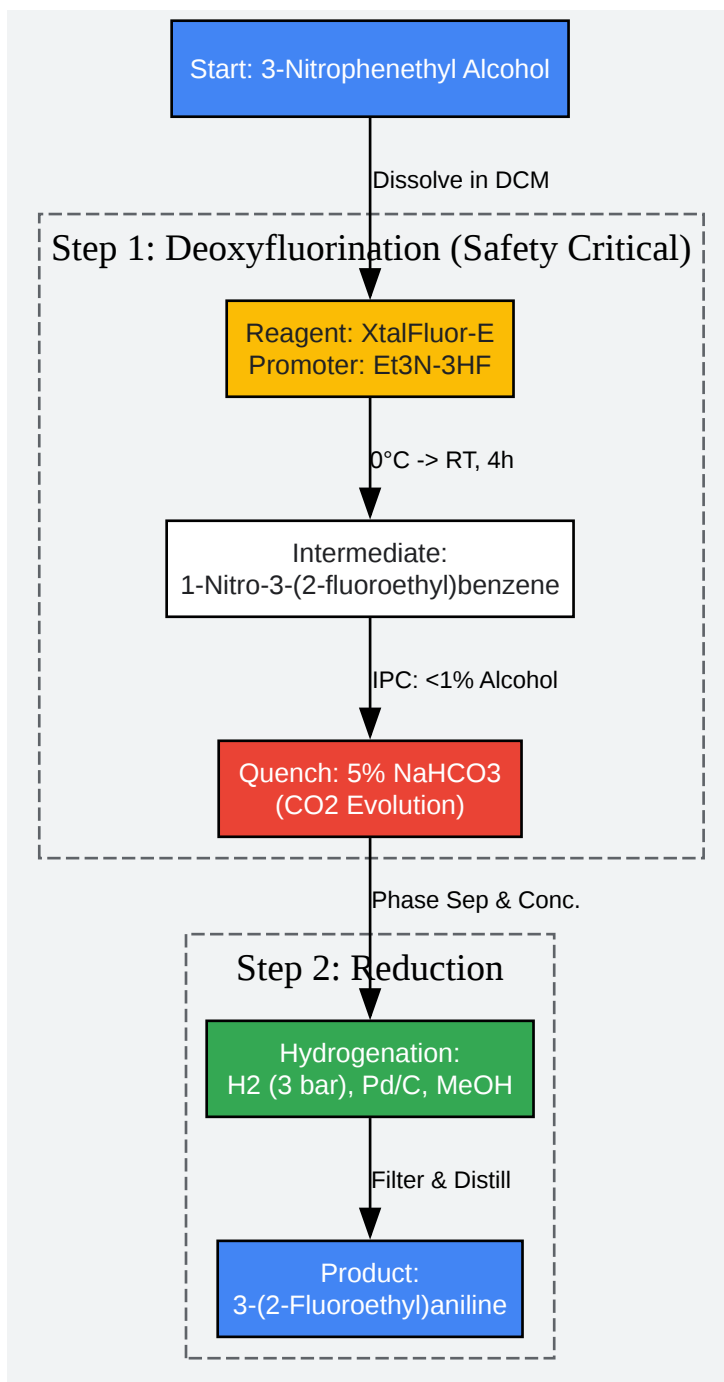 Start: 3-Nitrophenethyl Alcohol
Dissolve in DCM
Step 1: Deoxyfluorination (Safety Critical)
Reagent: XtalFluor-E
Promoter: Et3N-3HF
0°C -> RT, 4h
Intermediate:
1-Nitro-3-(2-fluoroethyl)benzene
IPC: <1% Alcohol
Quench: 5% NaHCO3
(CO2 Evolution)
Phase Sep & Conc.
Step 2: Reduction
Hydrogenation:
H2 (3 bar), Pd/C, MeOH
Filter & Distill
Product:
3-(2-Fluoroethyl)aniline